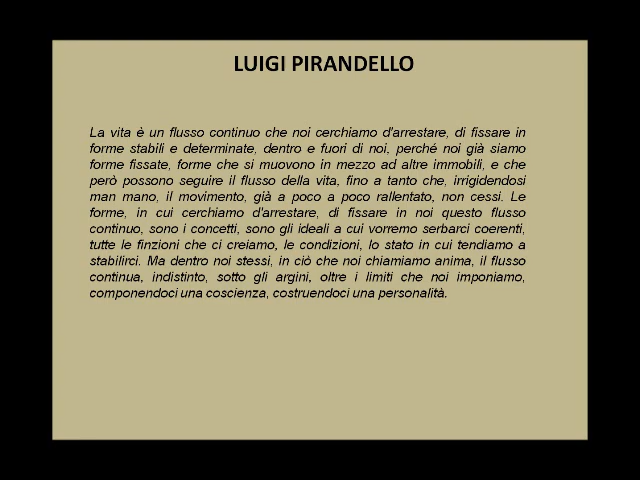 LUIGI PIRANDELLO
La vita è un flusso continuo che noi cerchiamo d'arrestare, di fissare in
forme stabili e determinate, dentro e fuori di noi, perché noi già siamo
forme fissate, forme che si muovono in mezzo ad altre immobili, e che
però possono seguire il flusso della vita, fino a tanto che, irrigidendosi
man mano, il movimento, già a poco a poco rallentato, non cessi. Le
forme, in cui cerchiamo d'arrestare, di fissare in noi questo flusso
continuo, sono i concetti, sono gli ideali a cui vorremo serbarci coerenti,
tutte le finzioni che ci creiamo, le condizioni, lo stato in cui tendiamo a
stabilirci. Ma dentro noi stessi, in ciò che noi chiamiamo anima, il flusso
continua, indistinto, sotto gli argini, oltre i limiti che noi imponiamo,
componendoci una coscienza, costruendoci una personalità.